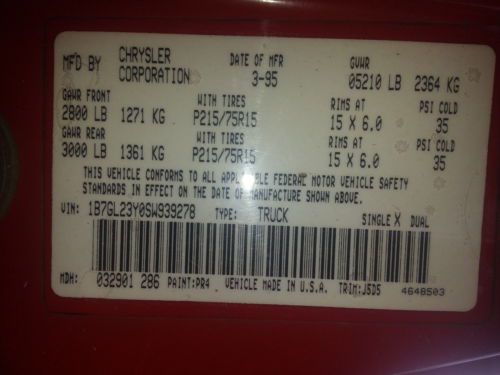 MFD BY CHRYSLER CORPORATION DATE OF MFR 3-95 GVWR 05210 LB 2364 KG
GAWR FRONT WITH TIRES RIMS AT PSI COLD
2800 LB 1271 KG P215/75R15 15 X 6.0 35
GAWR REAR WITH TIRES RIMS AT PSI COLD
3000 LB 1361 KG P215/75R15 15 X 6.0 35
THIS VEHICLE CONFORMS TO ALL APPLICABLE FEDERAL MOTOR VEHICLE SAFETY
STANDARDS IN EFFECT ON THE DATE OF MANUFACTURE SHOWN ABOVE.
VIN: 1B7GL23Y0SW939278 TYPE: TRUCK SINGLE X DUAL
MDH: 032901 286 PAINT:PR4 VEHICLE MADE IN U.S.A. TRIM:J5D5 4648503